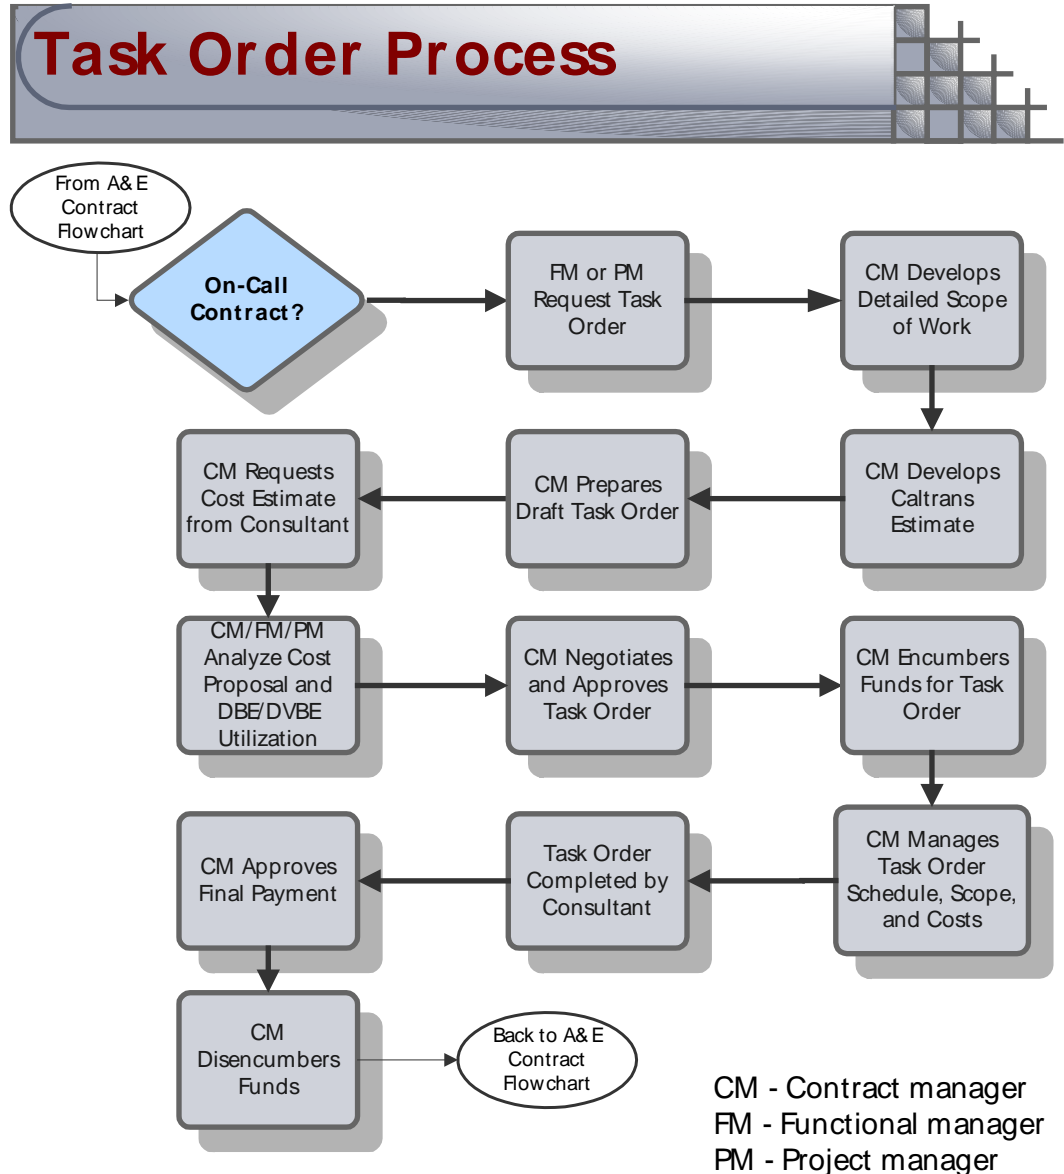 Task Order Process
From A&E
Contract
Flowchart
On-Call
Contract?
FM or PM
Request Task
Order
CM Develops
Detailed Scope
of Work
CM Requests
Cost Estimate
from Consultant
CM Prepares
Draft Task Order
CM Develops
Caltrans
Estimate
CM/FM/PM
Analyze Cost
Proposal and
DBE/DVBE
Utilization
CM Negotiates
and Approves
Task Order
CM Encumbers
Funds for Task
Order
CM Approves
Final Payment
Task Order
Completed by
Consultant
CM Manages
Task Order
Schedule, Scope,
and Costs
CM
Disencumbers
Funds
Back to A&E
Contract
Flowchart
CM - Contract manager
FM - Functional manager
PM - Project manager